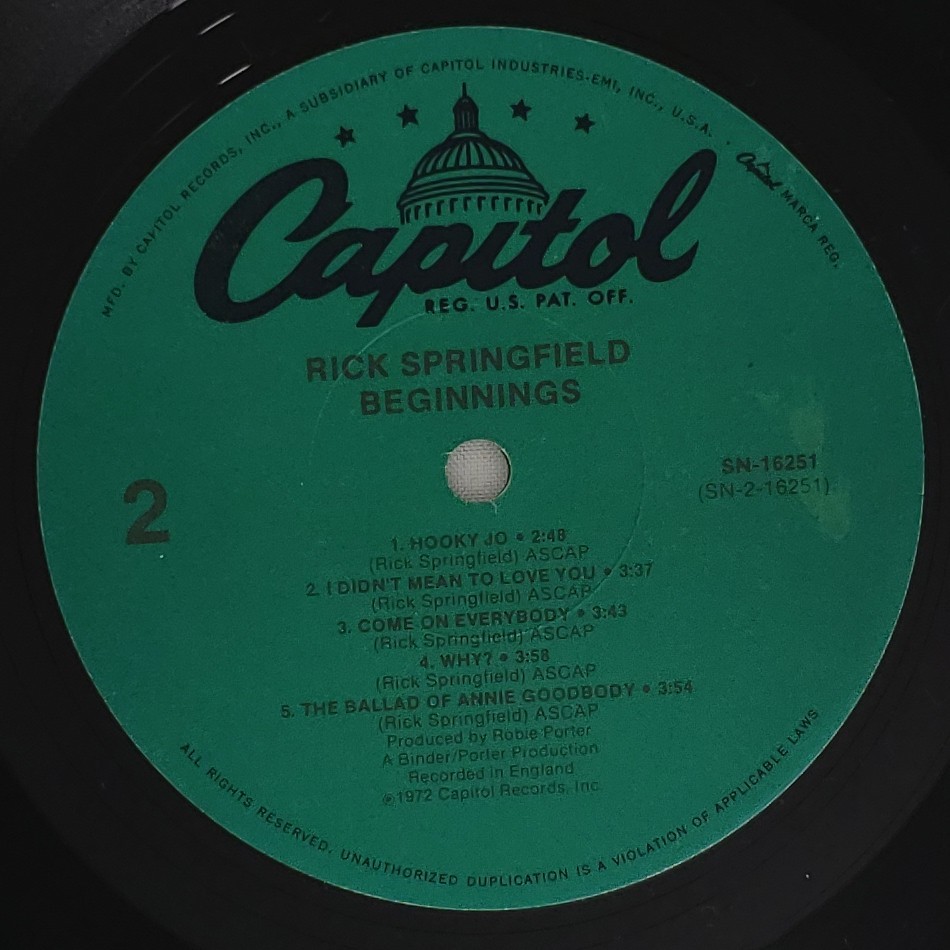 MFD. BY CAPITOL RECORDS, INC., A SUBSIDIARY OF CAPITOL INDUSTRIES-EMI, INC., U.S.A. • Capitol MARCA REG.
Capitol
REG. U.S. PAT. OFF.
RICK SPRINGFIELD
BEGINNINGS
2
SN-16251
(SN-2-16251)
1. HOOKY JO • 2:48
(Rick Springfield) ASCAP
2. I DIDN'T MEAN TO LOVE YOU • 3:37
(Rick Springfield) ASCAP
3. COME ON EVERYBODY • 3:43
(Rick Springfield) ASCAP
4. WHY? • 3:58
(Rick Springfield) ASCAP
5. THE BALLAD OF ANNIE GOODBODY • 3:54
(Rick Springfield) ASCAP
Produced by Robie Porter
A Binder/Porter Production
Recorded in England
℗1972 Capitol Records, Inc.
ALL RIGHTS RESERVED. UNAUTHORIZED DUPLICATION IS A VIOLATION OF APPLICABLE LAWS